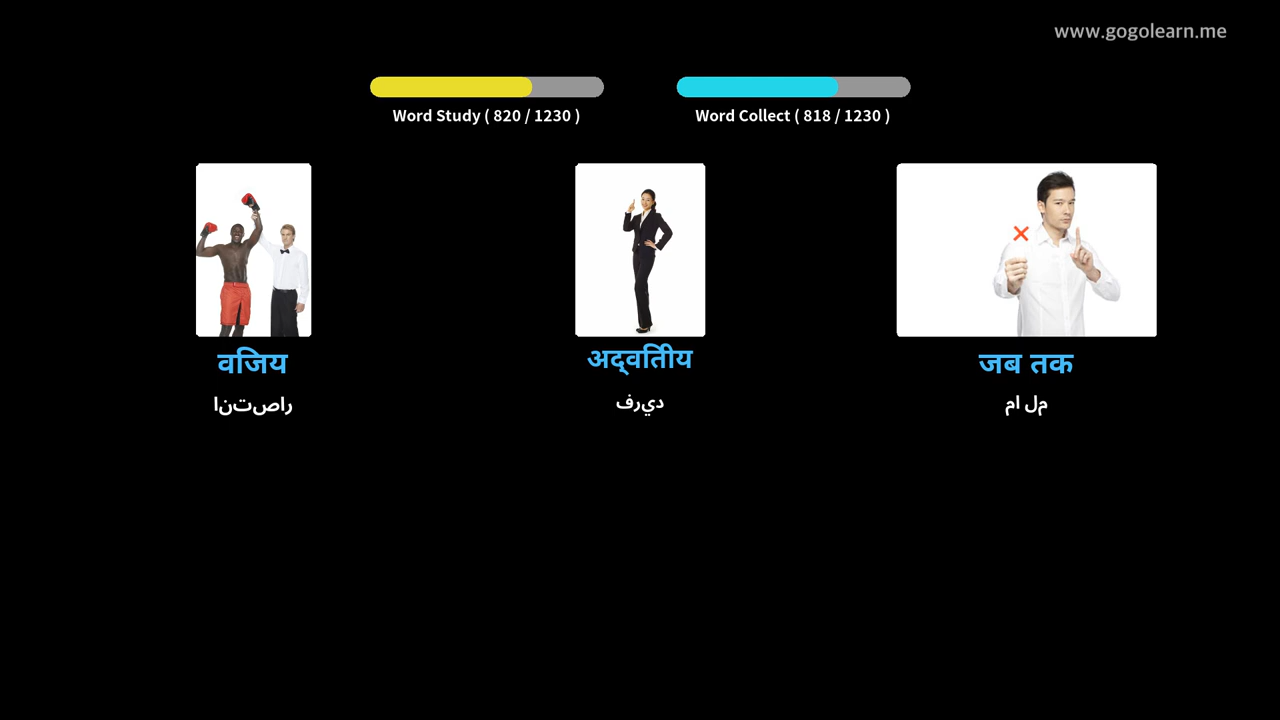 www.gogolearn.me
Word Study ( 820 / 1230 )
Word Collect ( 818 / 1230 )
विजय
अद्वितीय
जब तक
انتصار
فريد
ما لم